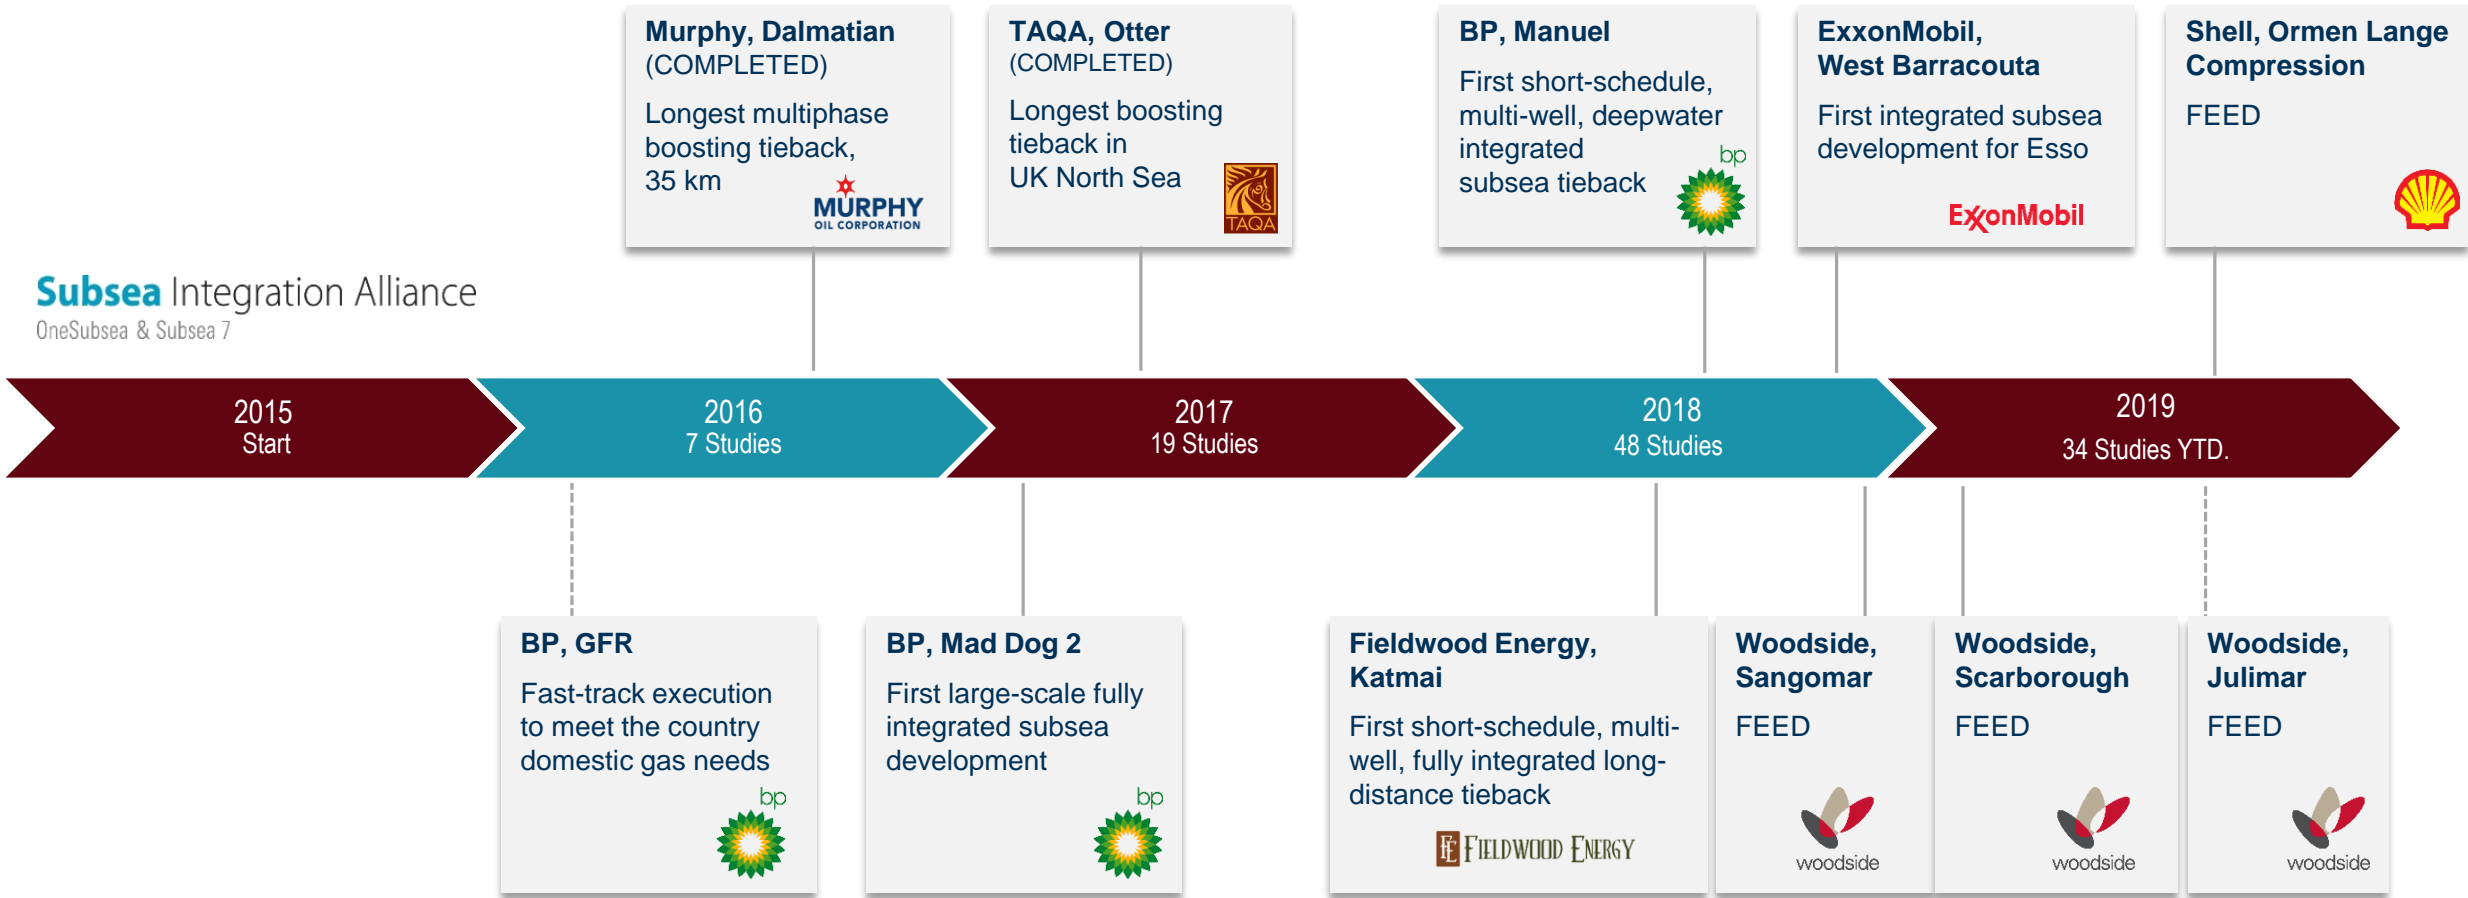 Murphy, Dalmatian
(COMPLETED)
Longest multiphase
boosting tieback,
35 km
MURPHY
OIL CORPORATION
TAQA, Otter
(COMPLETED)
Longest boosting
tieback in
UK North Sea
TAQA
BP, Manuel
First short-schedule,
multi-well, deepwater
integrated
subsea tieback
bp
ExxonMobil,
West Barracouta
First integrated subsea
development for Esso
ExxonMobil
Shell, Ormen Lange
Compression
FEED
Subsea Integration Alliance
OneSubsea & Subsea 7
2015
Start
2016
7 Studies
2017
19 Studies
2018
48 Studies
2019
34 Studies YTD.
BP, GFR
Fast-track execution
to meet the country
domestic gas needs
bp
BP, Mad Dog 2
First large-scale fully
integrated subsea
development
bp
Fieldwood Energy,
Katmai
First short-schedule, multi-
well, fully integrated long-
distance tieback
FE FIELDWOOD ENERGY
Woodside,
Sangomar
FEED
woodside
Woodside,
Scarborough
FEED
woodside
Woodside,
Julimar
FEED
woodside